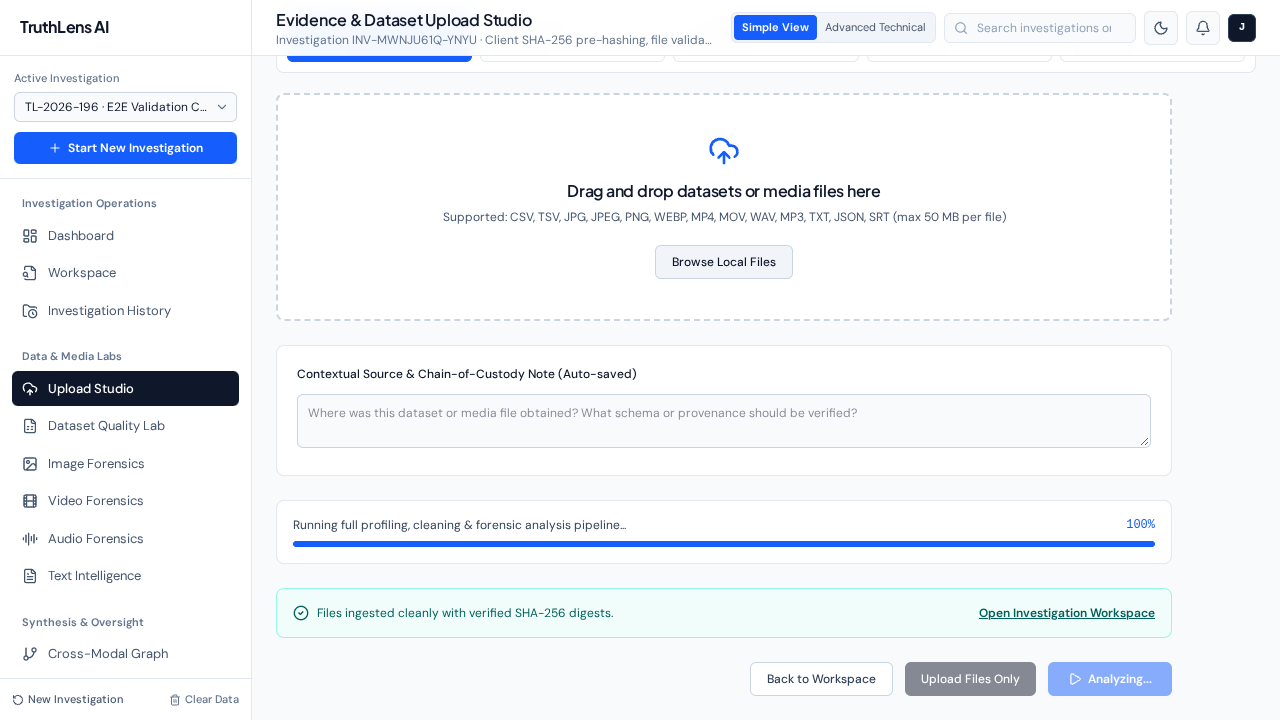 TruthLens AI
Active Investigation
TL-2026-196 · E2E Validation C...
Start New Investigation
Investigation Operations
Dashboard
Workspace
Investigation History
Data & Media Labs
Upload Studio
Dataset Quality Lab
Image Forensics
Video Forensics
Audio Forensics
Text Intelligence
Synthesis & Oversight
Cross-Modal Graph
New Investigation
Clear Data
Evidence & Dataset Upload Studio
Investigation INV-MWNJU61Q-YNYU · Client SHA-256 pre-hashing, file valida...
Simple View
Advanced Technical
Search investigations or
J
Drag and drop datasets or media files here
Supported: CSV, TSV, JPG, JPEG, PNG, WEBP, MP4, MOV, WAV, MP3, TXT, JSON, SRT (max 50 MB per file)
Browse Local Files
Contextual Source & Chain-of-Custody Note (Auto-saved)
Where was this dataset or media file obtained? What schema or provenance should be verified?
Running full profiling, cleaning & forensic analysis pipeline...
100%
Files ingested cleanly with verified SHA-256 digests.
Open Investigation Workspace
Back to Workspace
Upload Files Only
Analyzing...